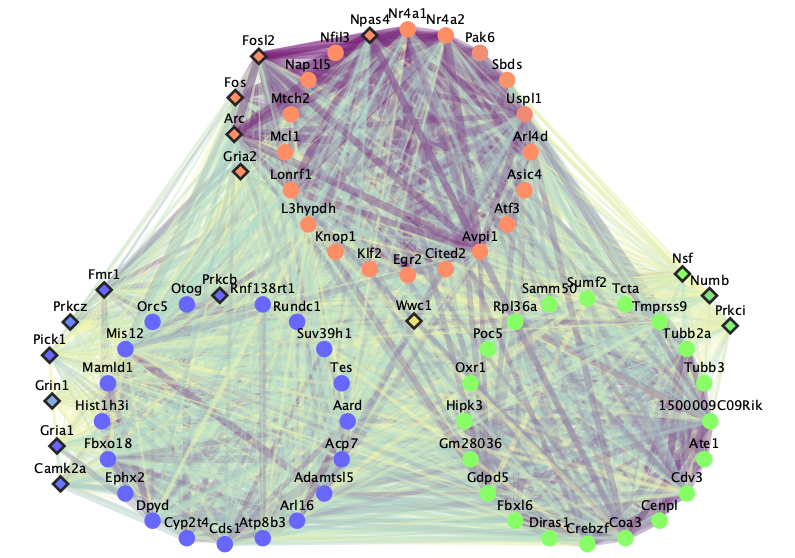 Nr4a1
Npas4
Nr4a2
Nfil3
Pak6
Fosl2
Nap1l5
Sbds
Fos
Mtch2
Uspl1
Arc
Mcl1
Arl4d
Gria2
Lonrf1
Asic4
L3hypdh
Atf3
Knop1
Avpi1
Klf2
Egr2
Cited2
Nsf
Fmr1
Prkcb
Otog
Rnf138rt1
Wwc1
Samm50
Sumf2
Tcta
Numb
Prkcz
Orc5
Rundc1
Rpl36a
Tmprss9
Prkci
Pick1
Mis12
Suv39h1
Poc5
Tubb2a
Mamld1
Tes
Oxr1
Tubb3
Grin1
Hist1h3i
Aard
Hipk3
1500009C09Rik
Gria1
Fbxo18
Acp7
Gm28036
Ate1
Camk2a
Ephx2
Adamtsl5
Gdpd5
Cdv3
Dpyd
Arl16
Fbxl6
Cenpl
Cyp2t4
Cds1
Atp8b3
Diras1
Crebzf
Coa3